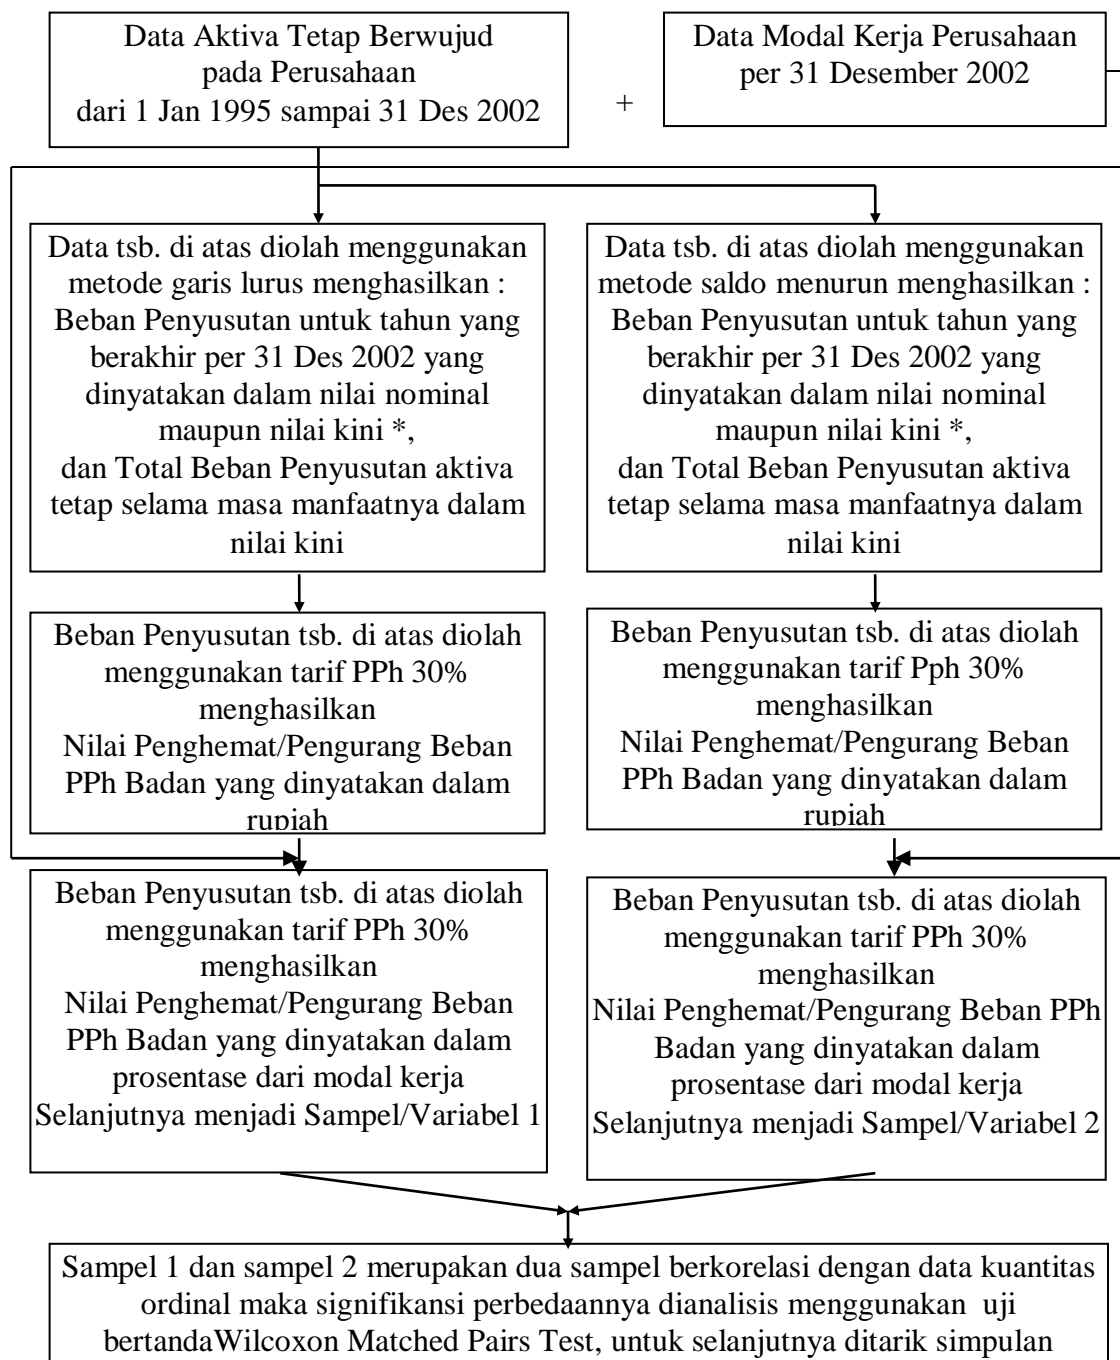 Data Aktiva Tetap Berwujud
pada Perusahaan
dari 1 Jan 1995 sampai 31 Des 2002
+
Data Modal Kerja Perusahaan
per 31 Desember 2002
Data tsb. di atas diolah menggunakan
metode garis lurus menghasilkan :
Beban Penyusutan untuk tahun yang
berakhir per 31 Des 2002 yang
dinyatakan dalam nilai nominal
maupun nilai kini *,
dan Total Beban Penyusutan aktiva
tetap selama masa manfaatnya dalam
nilai kini
Data tsb. di atas diolah menggunakan
metode saldo menurun menghasilkan :
Beban Penyusutan untuk tahun yang
berakhir per 31 Des 2002 yang
dinyatakan dalam nilai nominal
maupun nilai kini *,
dan Total Beban Penyusutan aktiva
tetap selama masa manfaatnya dalam
nilai kini
Beban Penyusutan tsb. di atas diolah
menggunakan tarif PPh 30%
menghasilkan
Nilai Penghemat/Pengurang Beban
PPh Badan yang dinyatakan dalam
rupiah
Beban Penyusutan tsb. di atas diolah
menggunakan tarif Pph 30%
menghasilkan
Nilai Penghemat/Pengurang Beban
PPh Badan yang dinyatakan dalam
rupiah
Beban Penyusutan tsb. di atas diolah
menggunakan tarif PPh 30%
menghasilkan
Nilai Penghemat/Pengurang Beban
PPh Badan yang dinyatakan dalam
prosentase dari modal kerja
Selanjutnya menjadi Sampel/Variabel 1
Beban Penyusutan tsb. di atas diolah
menggunakan tarif PPh 30%
menghasilkan
Nilai Penghemat/Pengurang Beban PPh
Badan yang dinyatakan dalam
prosentase dari modal kerja
Selanjutnya menjadi Sampel/Variabel 2
Sampel 1 dan sampel 2 merupakan dua sampel berkorelasi dengan data kuantitas
ordinal maka signifikansi perbedaannya dianalisis menggunakan uji
bertandaWilcoxon Matched Pairs Test, untuk selanjutnya ditarik simpulan